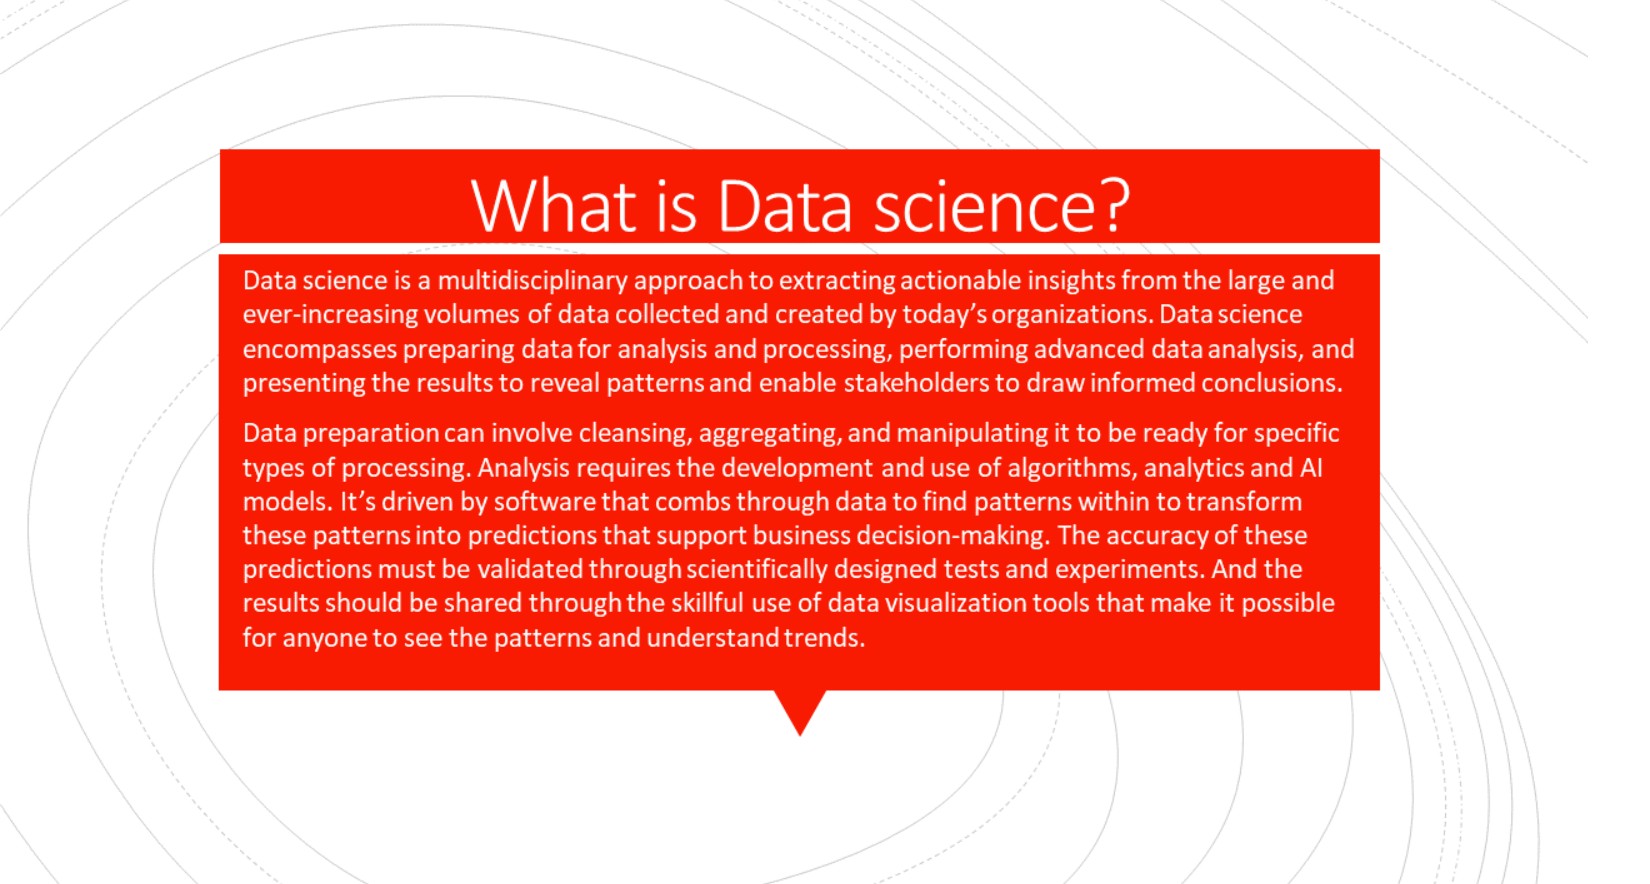 What is Data science?
Data science is a multidisciplinary approach to extracting actionable insights from the large and
ever-increasing volumes of data collected and created by today’s organizations. Data science
encompasses preparing data for analysis and processing, performing advanced data analysis, and
presenting the results to reveal patterns and enable stakeholders to draw informed conclusions.
Data preparation can involve cleansing, aggregating, and manipulating it to be ready for specific
types of processing. Analysis requires the development and use of algorithms, analytics and AI
models. It’s driven by software that combs through data to find patterns within to transform
these patterns into predictions that support business decision-making. The accuracy of these
predictions must be validated through scientifically designed tests and experiments. And the
results should be shared through the skillful use of data visualization tools that make it possible
for anyone to see the patterns and understand trends.